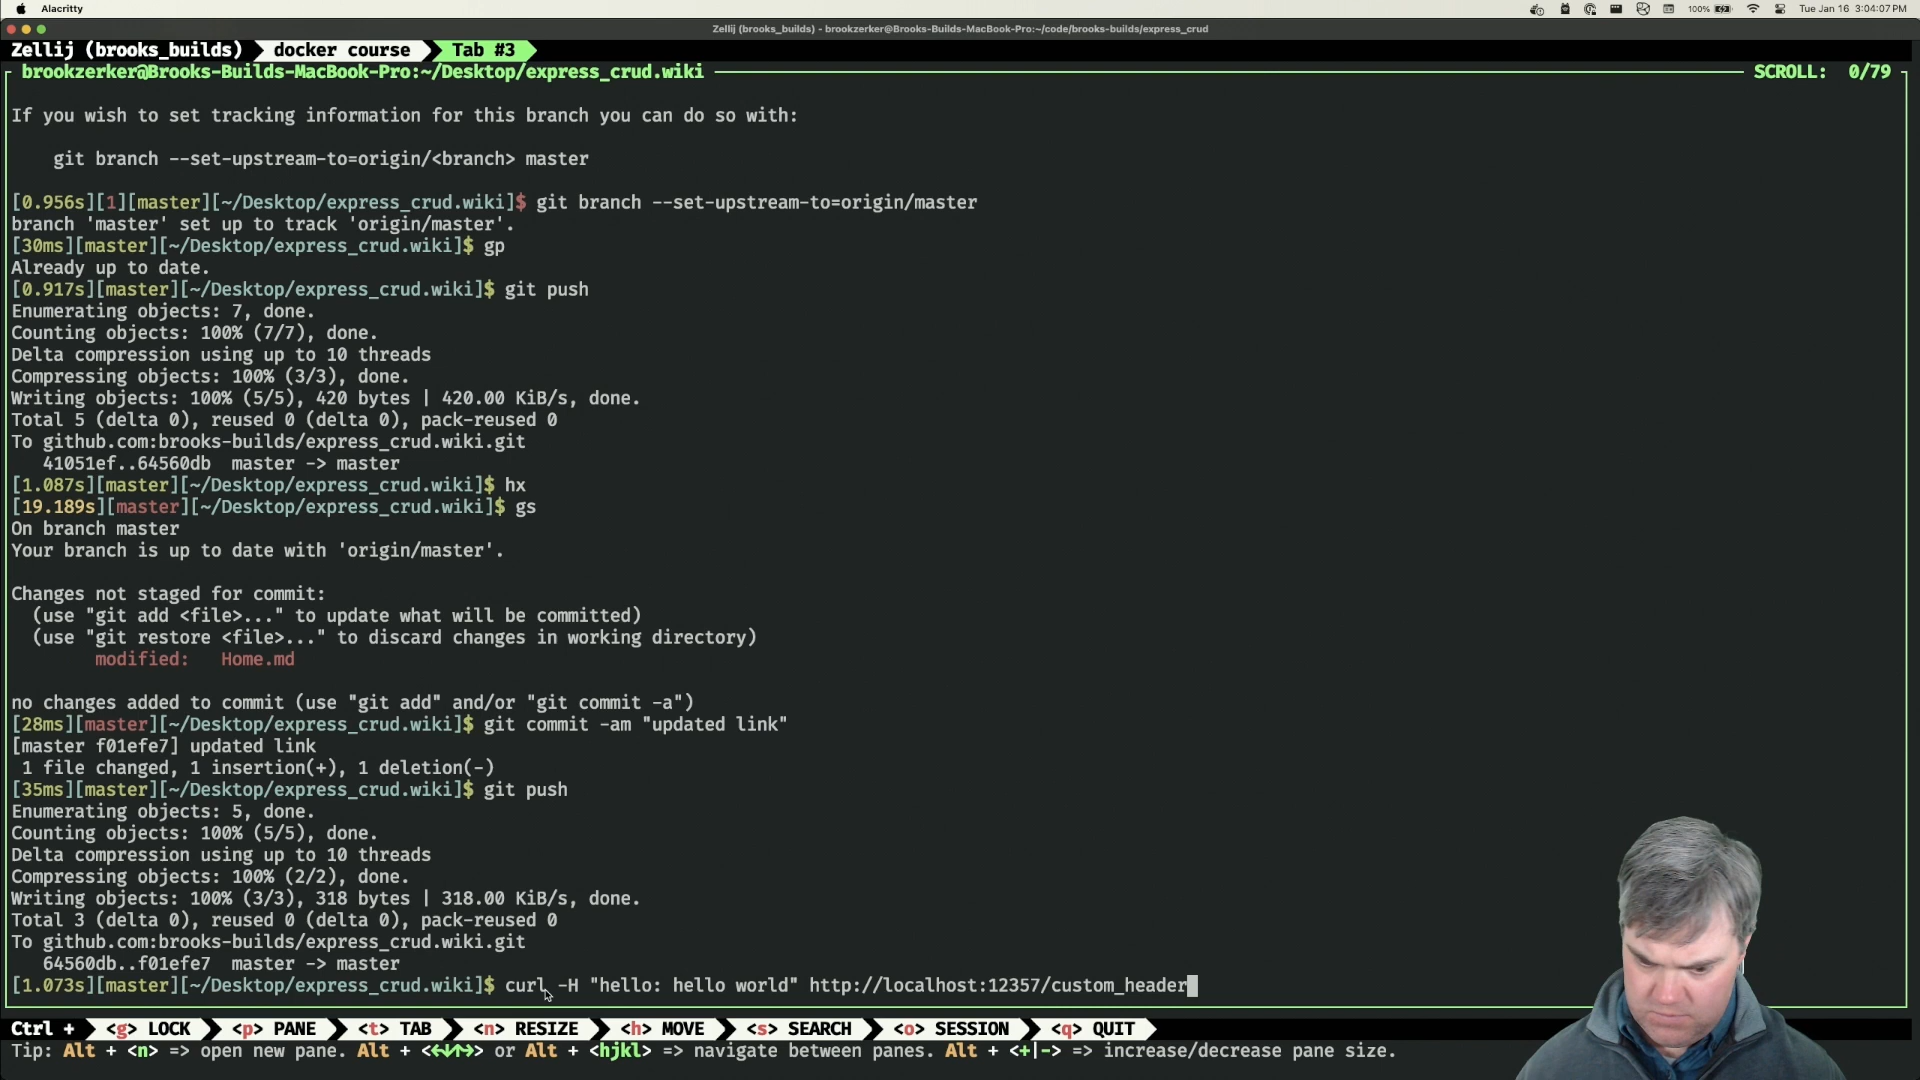 Alacritty
100%
Tue Jan 16 3:04:07 PM
Zellij (brooks_builds) - brookzerker@Brooks-Builds-MacBook-Pro:~/code/brooks-builds/express_crud
Zellij (brooks_builds) docker course Tab #3
brookzerker@Brooks-Builds-MacBook-Pro:~/Desktop/express_crud.wiki SCROLL: 0/79
If you wish to set tracking information for this branch you can do so with:
git branch --set-upstream-to=origin/<branch> master
[0.956s][1][master][~/Desktop/express_crud.wiki]$ git branch --set-upstream-to=origin/master
branch 'master' set up to track 'origin/master'.
[30ms][master][~/Desktop/express_crud.wiki]$ gp
Already up to date.
[0.917s][master][~/Desktop/express_crud.wiki]$ git push
Enumerating objects: 7, done.
Counting objects: 100% (7/7), done.
Delta compression using up to 10 threads
Compressing objects: 100% (3/3), done.
Writing objects: 100% (5/5), 420 bytes | 420.00 KiB/s, done.
Total 5 (delta 0), reused 0 (delta 0), pack-reused 0
To github.com:brooks-builds/express_crud.wiki.git
41051ef..64560db  master -> master
[1.087s][master][~/Desktop/express_crud.wiki]$ hx
[19.189s][master][~/Desktop/express_crud.wiki]$ gs
On branch master
Your branch is up to date with 'origin/master'.
Changes not staged for commit:
(use "git add <file>..." to update what will be committed)
(use "git restore <file>..." to discard changes in working directory)
modified:   Home.md
no changes added to commit (use "git add" and/or "git commit -a")
[28ms][master][~/Desktop/express_crud.wiki]$ git commit -am "updated link"
[master f01efe7] updated link
1 file changed, 1 insertion(+), 1 deletion(-)
[35ms][master][~/Desktop/express_crud.wiki]$ git push
Enumerating objects: 5, done.
Counting objects: 100% (5/5), done.
Delta compression using up to 10 threads
Compressing objects: 100% (2/2), done.
Writing objects: 100% (3/3), 318 bytes | 318.00 KiB/s, done.
Total 3 (delta 0), reused 0 (delta 0), pack-reused 0
To github.com:brooks-builds/express_crud.wiki.git
64560db..f01efe7  master -> master
[1.073s][master][~/Desktop/express_crud.wiki]$ curl -H "hello: hello world" http://localhost:12357/custom_header
Ctrl + <g> LOCK <p> PANE <t> TAB <n> RESIZE <h> MOVE <s> SEARCH <o> SESSION <q> QUIT
Tip: Alt + <n> => open new pane. Alt + <←↓↑→> or Alt + <hjkl> => navigate between panes. Alt + <+|-> => increase/decrease pane size.